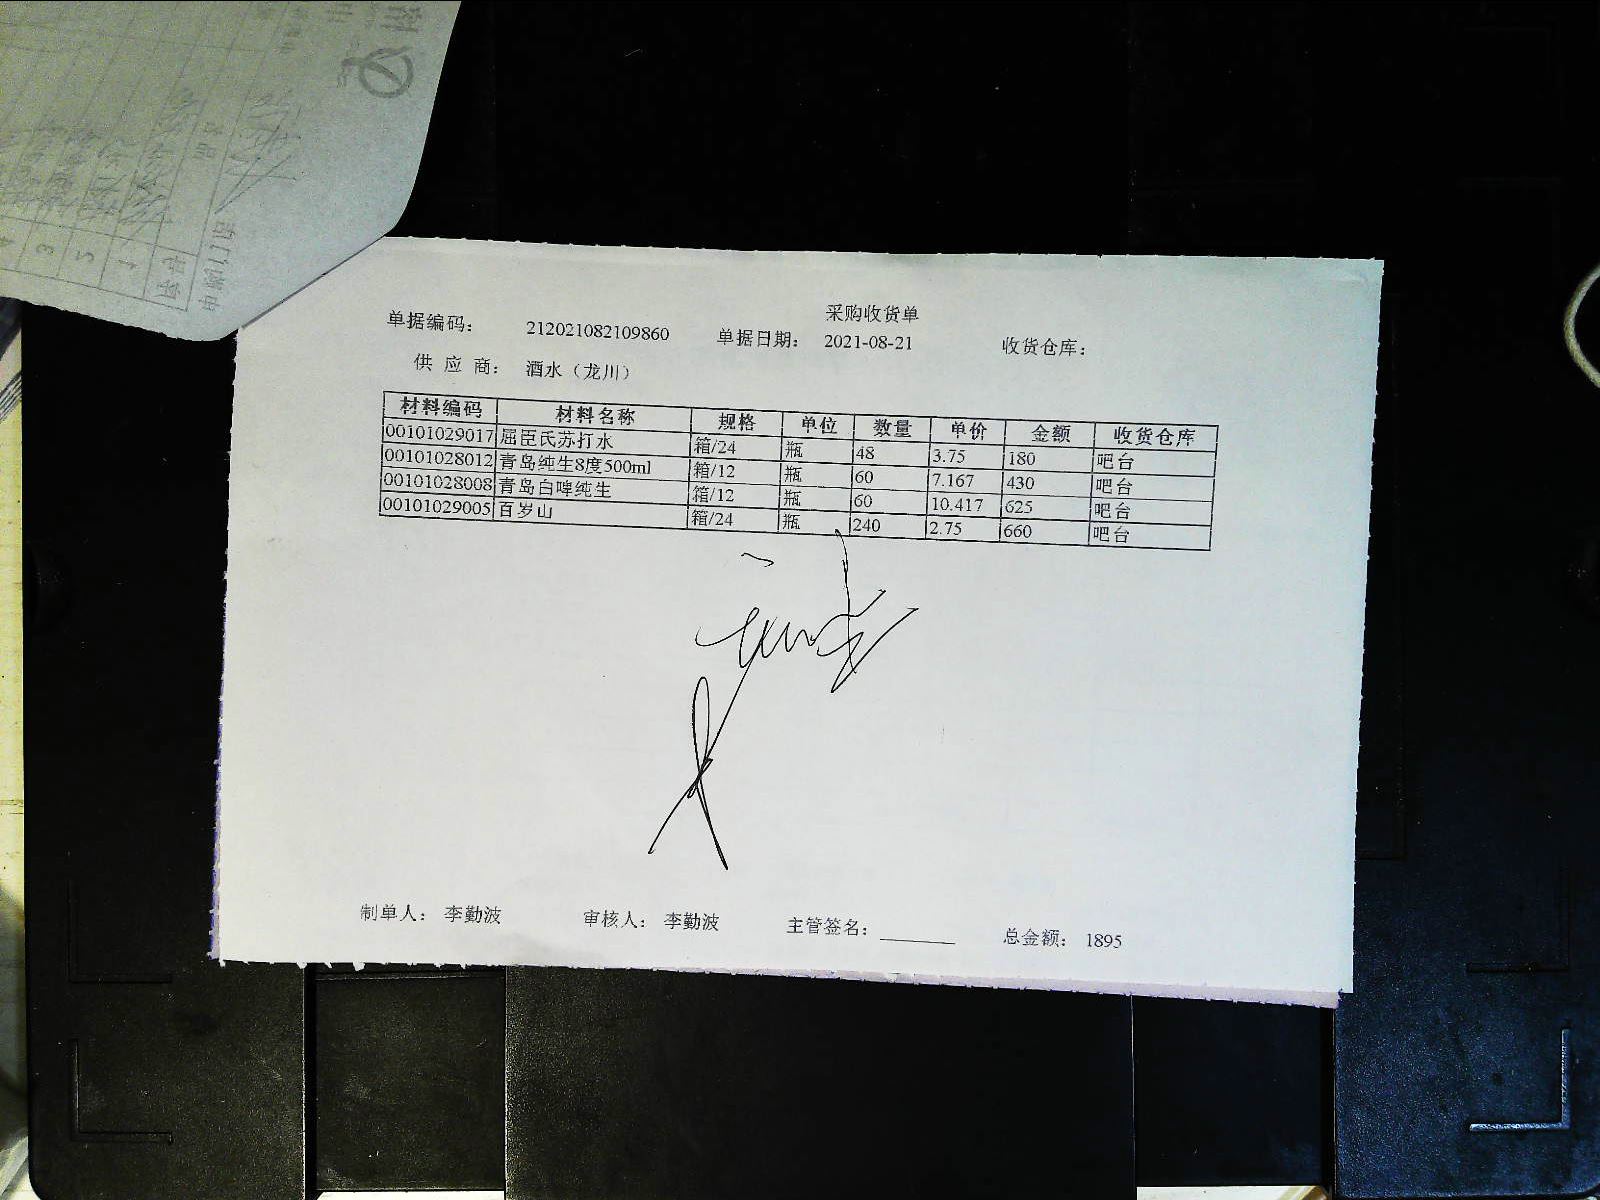 采购收货单
单据编码： 212021082109860 单据日期： 2021-08-21 收货仓库：
供 应 商： 酒水（龙川）
材料编码 材料名称 规格 单位 数量 单价 金额 收货仓库
00101029017 屈臣氏苏打水 箱/24 瓶 48 3.75 180 吧台
00101028012 青岛纯生8度500ml 箱/12 瓶 60 7.167 430 吧台
00101028008 青岛白啤纯生 箱/12 瓶 60 10.417 625 吧台
00101029005 百岁山 箱/24 瓶 240 2.75 660 吧台
制单人： 李勤波 审核人： 李勤波 主管签名： 总金额： 1895